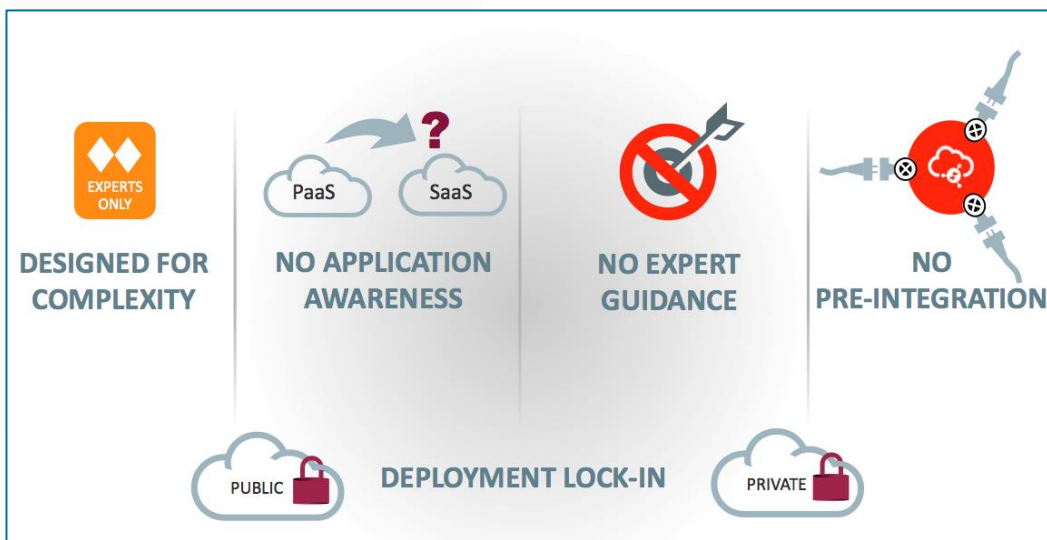 EXPERTS
ONLY
DESIGNED FOR
COMPLEXITY
?
PaaS
SaaS
NO APPLICATION
AWARENESS
NO EXPERT
GUIDANCE
NO
PRE-INTEGRATION
PUBLIC
DEPLOYMENT LOCK-IN
PRIVATE